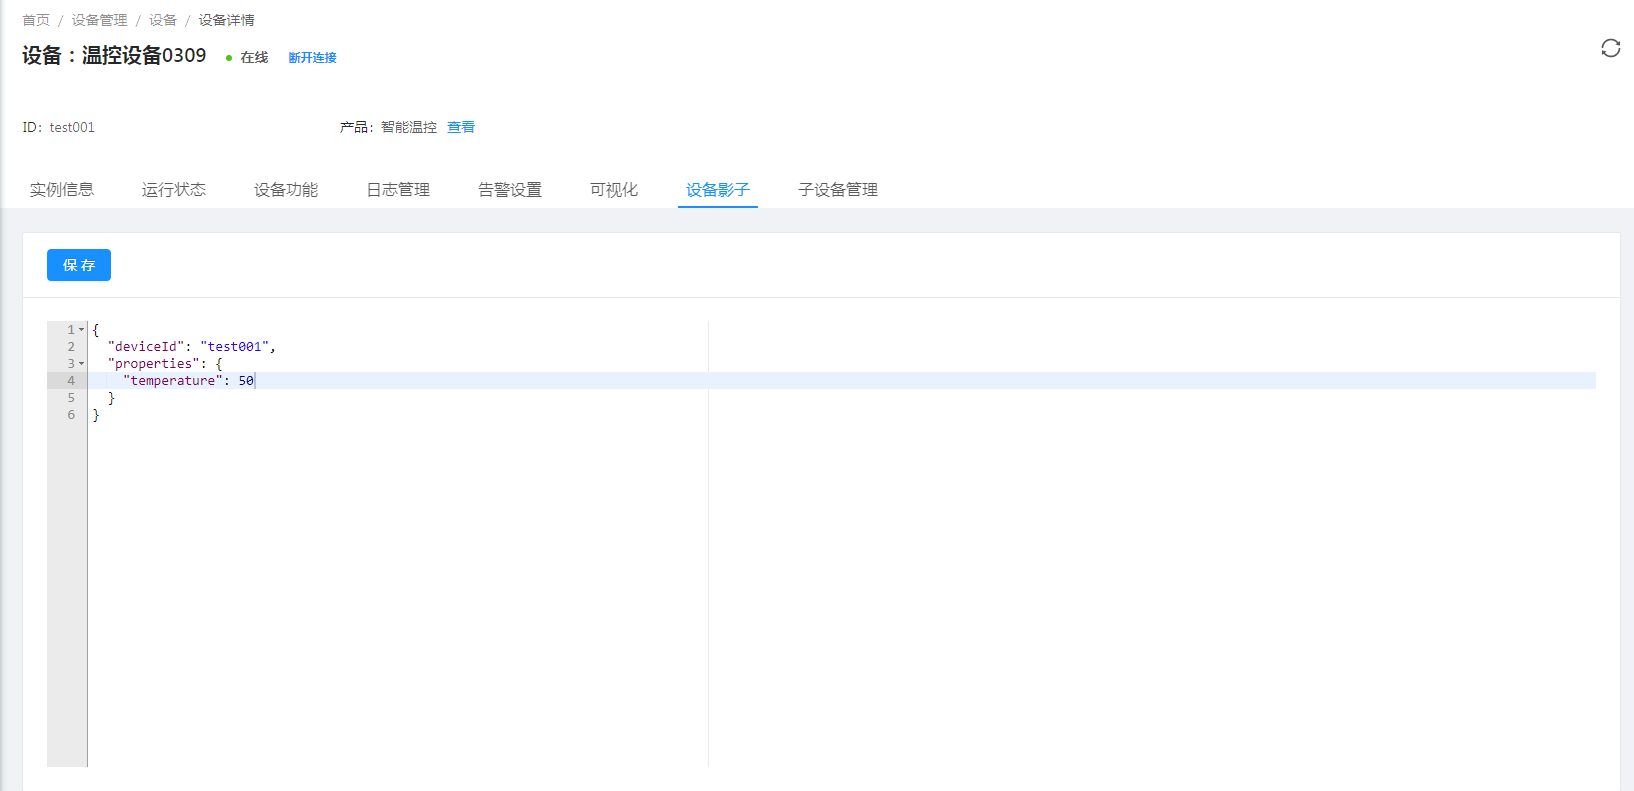 首页 / 设备管理 / 设备 / 设备详情
设备：温控设备0309 在线 断开连接
ID: test001 产品: 智能温控 查看
实例信息 运行状态 设备功能 日志管理 告警设置 可视化 设备影子 子设备管理
保存
1 {
2 "deviceId": "test001",
3 "properties": {
4 "temperature": 50
5 }
6 }